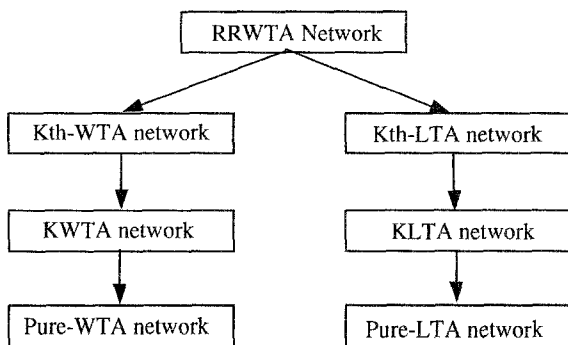 RRWTA Network
Kth-WTA network
Kth-LTA network
KWTA network
KLTA network
Pure-WTA network
Pure-LTA network